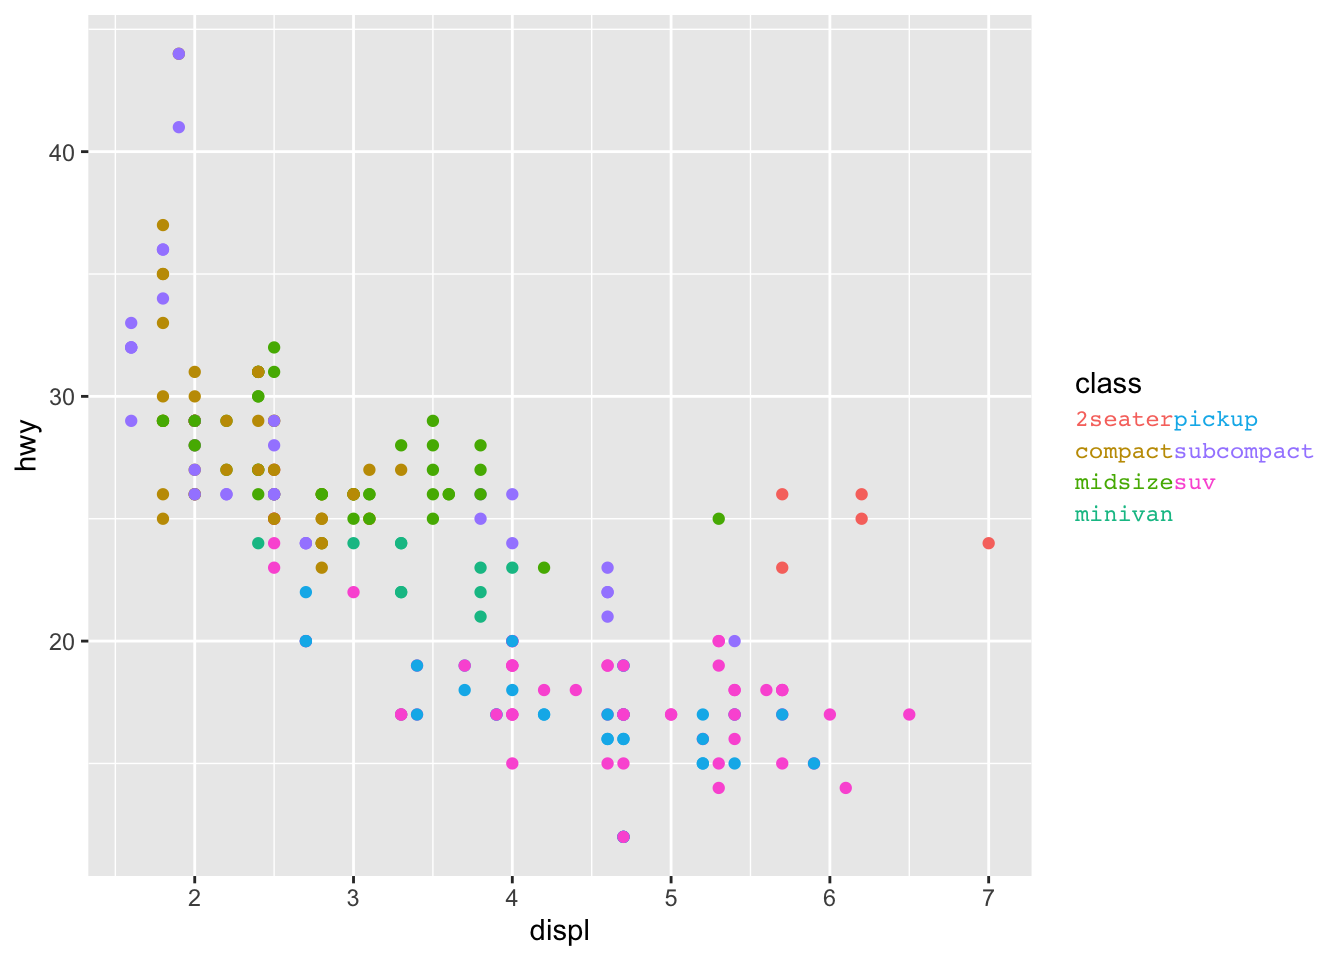 40
30
20
hwy
2 3 4 5 6 7
displ
class
2seaterpickup
compactsubcompact
midsizesuv
minivan